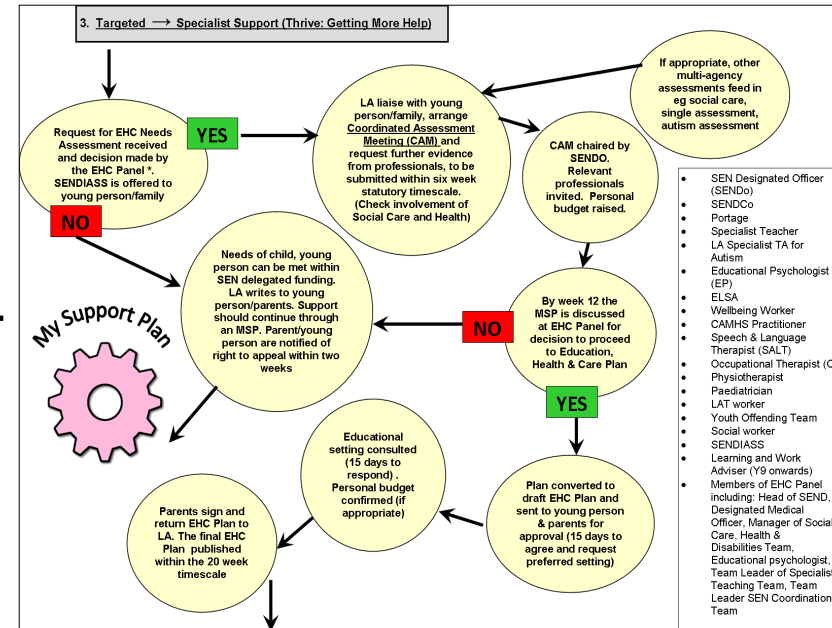 3. Targeted → Specialist Support (Thrive: Getting More Help)
Request for EHC Needs
Assessment received
and decision made by
the EHC Panel *.
SENDIASS is offered to
young person/family
YES
NO
LA liaise with young
person/family, arrange
Coordinated Assessment
Meeting (CAM) and
request further evidence
from professionals, to be
submitted within six week
statutory timescale.
(Check involvement of
Social Care and Health)
If appropriate, other
multi-agency
assessments feed in
eg social care,
single assessment,
autism assessment
CAM chaired by
SENDO.
Relevant
professionals
invited. Personal
budget raised.
Needs of child, young
person can be met within
SEN delegated funding.
LA writes to young
person/parents. Support
should continue through
an MSP. Parent/young
person are notified of
right to appeal within two
weeks
By week 12 the
MSP is discussed
at EHC Panel for
decision to proceed
to Education,
Health & Care Plan
NO
YES
My Support Plan
Plan converted to
draft EHC Plan and
sent to young person
& parents for
approval (15 days to
agree and request
preferred setting)
Educational
setting consulted
(15 days to
respond) .
Personal budget
confirmed (if
appropriate)
Parents sign and
return EHC Plan to
LA. The final EHC
Plan published
within the 20 week
timescale
• SEN Designated Officer
(SENDo)
• SENDCo
• Portage
• Specialist Teacher
• LA Specialist TA for
Autism
• Educational Psychologist
(EP)
• ELSA
• Wellbeing Worker
• CAMHS Practitioner
• Speech & Language
Therapist (SALT)
• Occupational Therapist (
• Physiotherapist
• Paediatrician
• LAT worker
• Youth Offending Team
• Social worker
• SENDIASS
• Learning and Work
Adviser (Y9 onwards)
• Members of EHC Panel
including: Head of SEND,
Designated Medical
Officer, Manager of Social
Care, Health &
Disabilities Team,
Educational psychologist,
Team Leader of Specialist
Teaching Team, Team
Leader SEN Coordination
Team